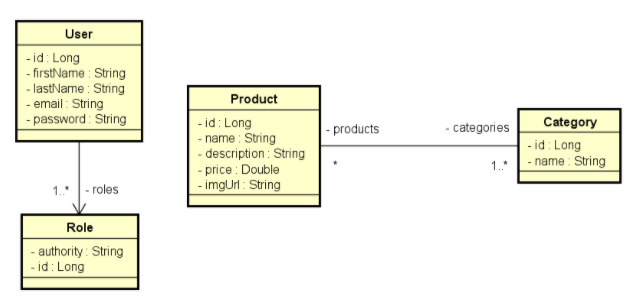 User
- id : Long
- firstName : String
- lastName : String
- email : String
- password : String
1..*
- roles
Role
- authority : String
- id : Long
Product
- id : Long
- name : String
- description : String
- price : Double
- imgUrl : String
- products
*
- categories
1..*
Category
- id : Long
- name : String